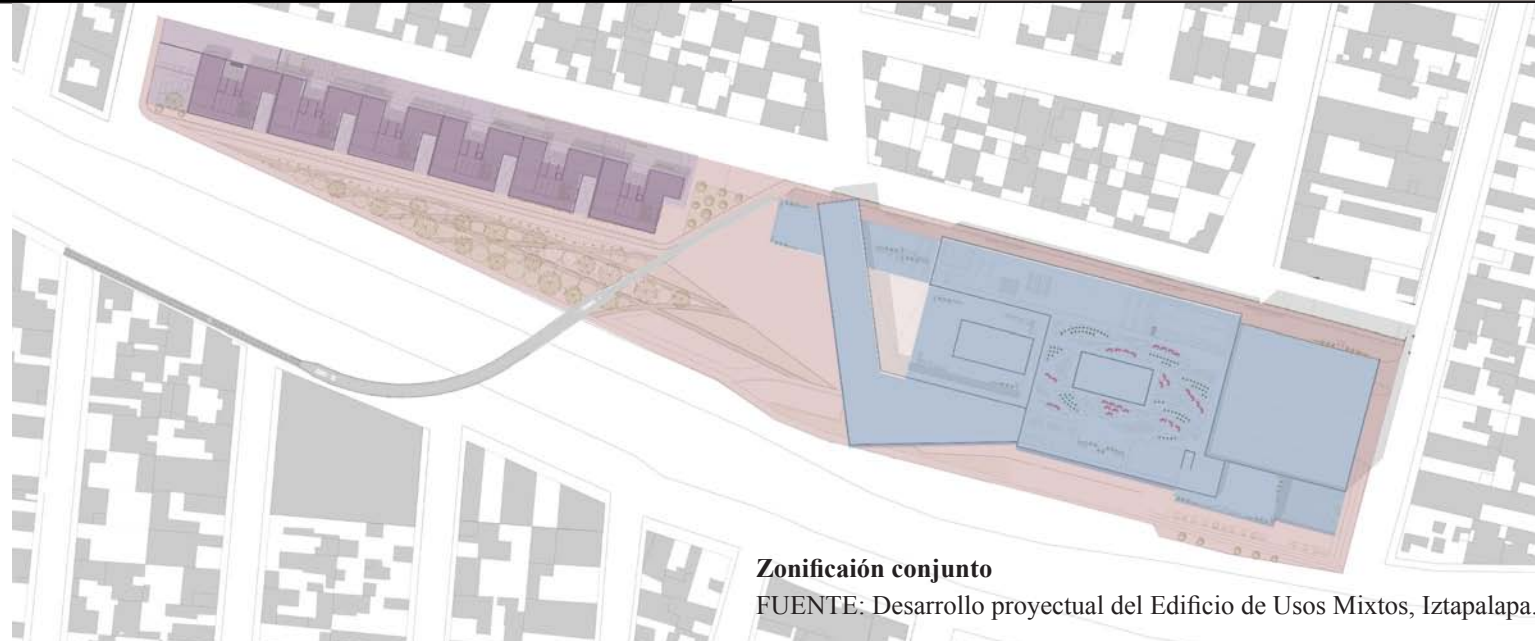 Zonificaión conjunto
FUENTE: Desarrollo proyectual del Edificio de Usos Mixtos, Iztapalapa.